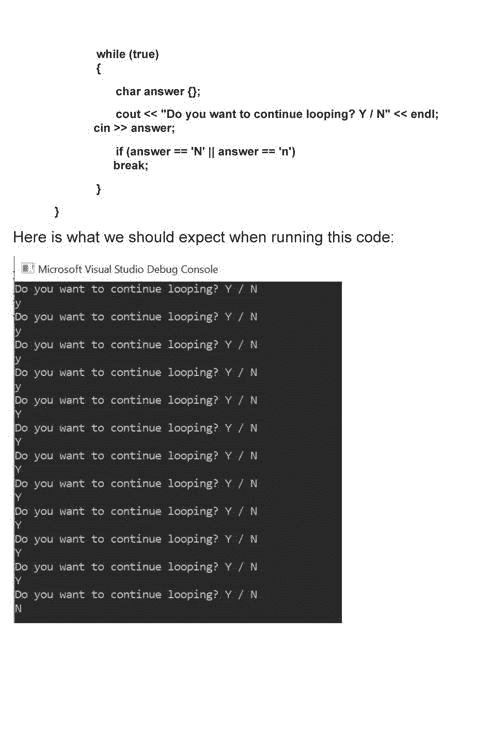 while (true)
{
char answer {};
cout << "Do you want to continue looping? Y / N" << endl;
cin >> answer;
if (answer == 'N' || answer == 'n')
break;
}
}
Here is what we should expect when running this code:
Microsoft Visual Studio Debug Console
Do you want to continue looping? Y / N
y
Do you want to continue looping? Y / N
y
Do you want to continue looping? Y / N
y
Do you want to continue looping? Y / N
y
Do you want to continue looping? Y / N
Y
Do you want to continue looping? Y / N
Y
Do you want to continue looping? Y / N
Y
Do you want to continue looping? Y / N
Y
Do you want to continue looping? Y / N
Y
Do you want to continue looping? Y / N
Y
Do you want to continue looping? Y / N
Y
Do you want to continue looping? Y / N
N